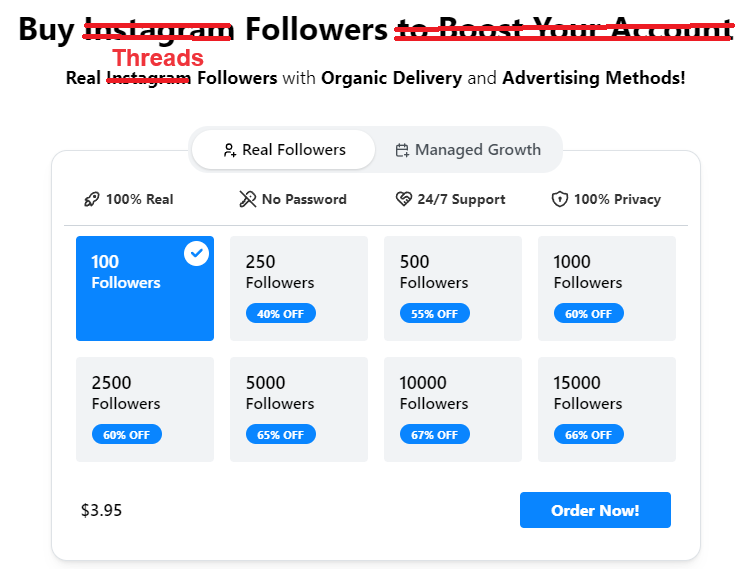 Buy Instagram Followers to Boost Your Account
Threads
Real Instagram Followers with Organic Delivery and Advertising Methods!
Real Followers Managed Growth
100% Real No Password 24/7 Support 100% Privacy
100 250 500 1000
Followers Followers Followers Followers
40% OFF 55% OFF 60% OFF
2500 5000 10000 15000
Followers Followers Followers Followers
60% OFF 65% OFF 67% OFF 66% OFF
$3.95 Order Now!